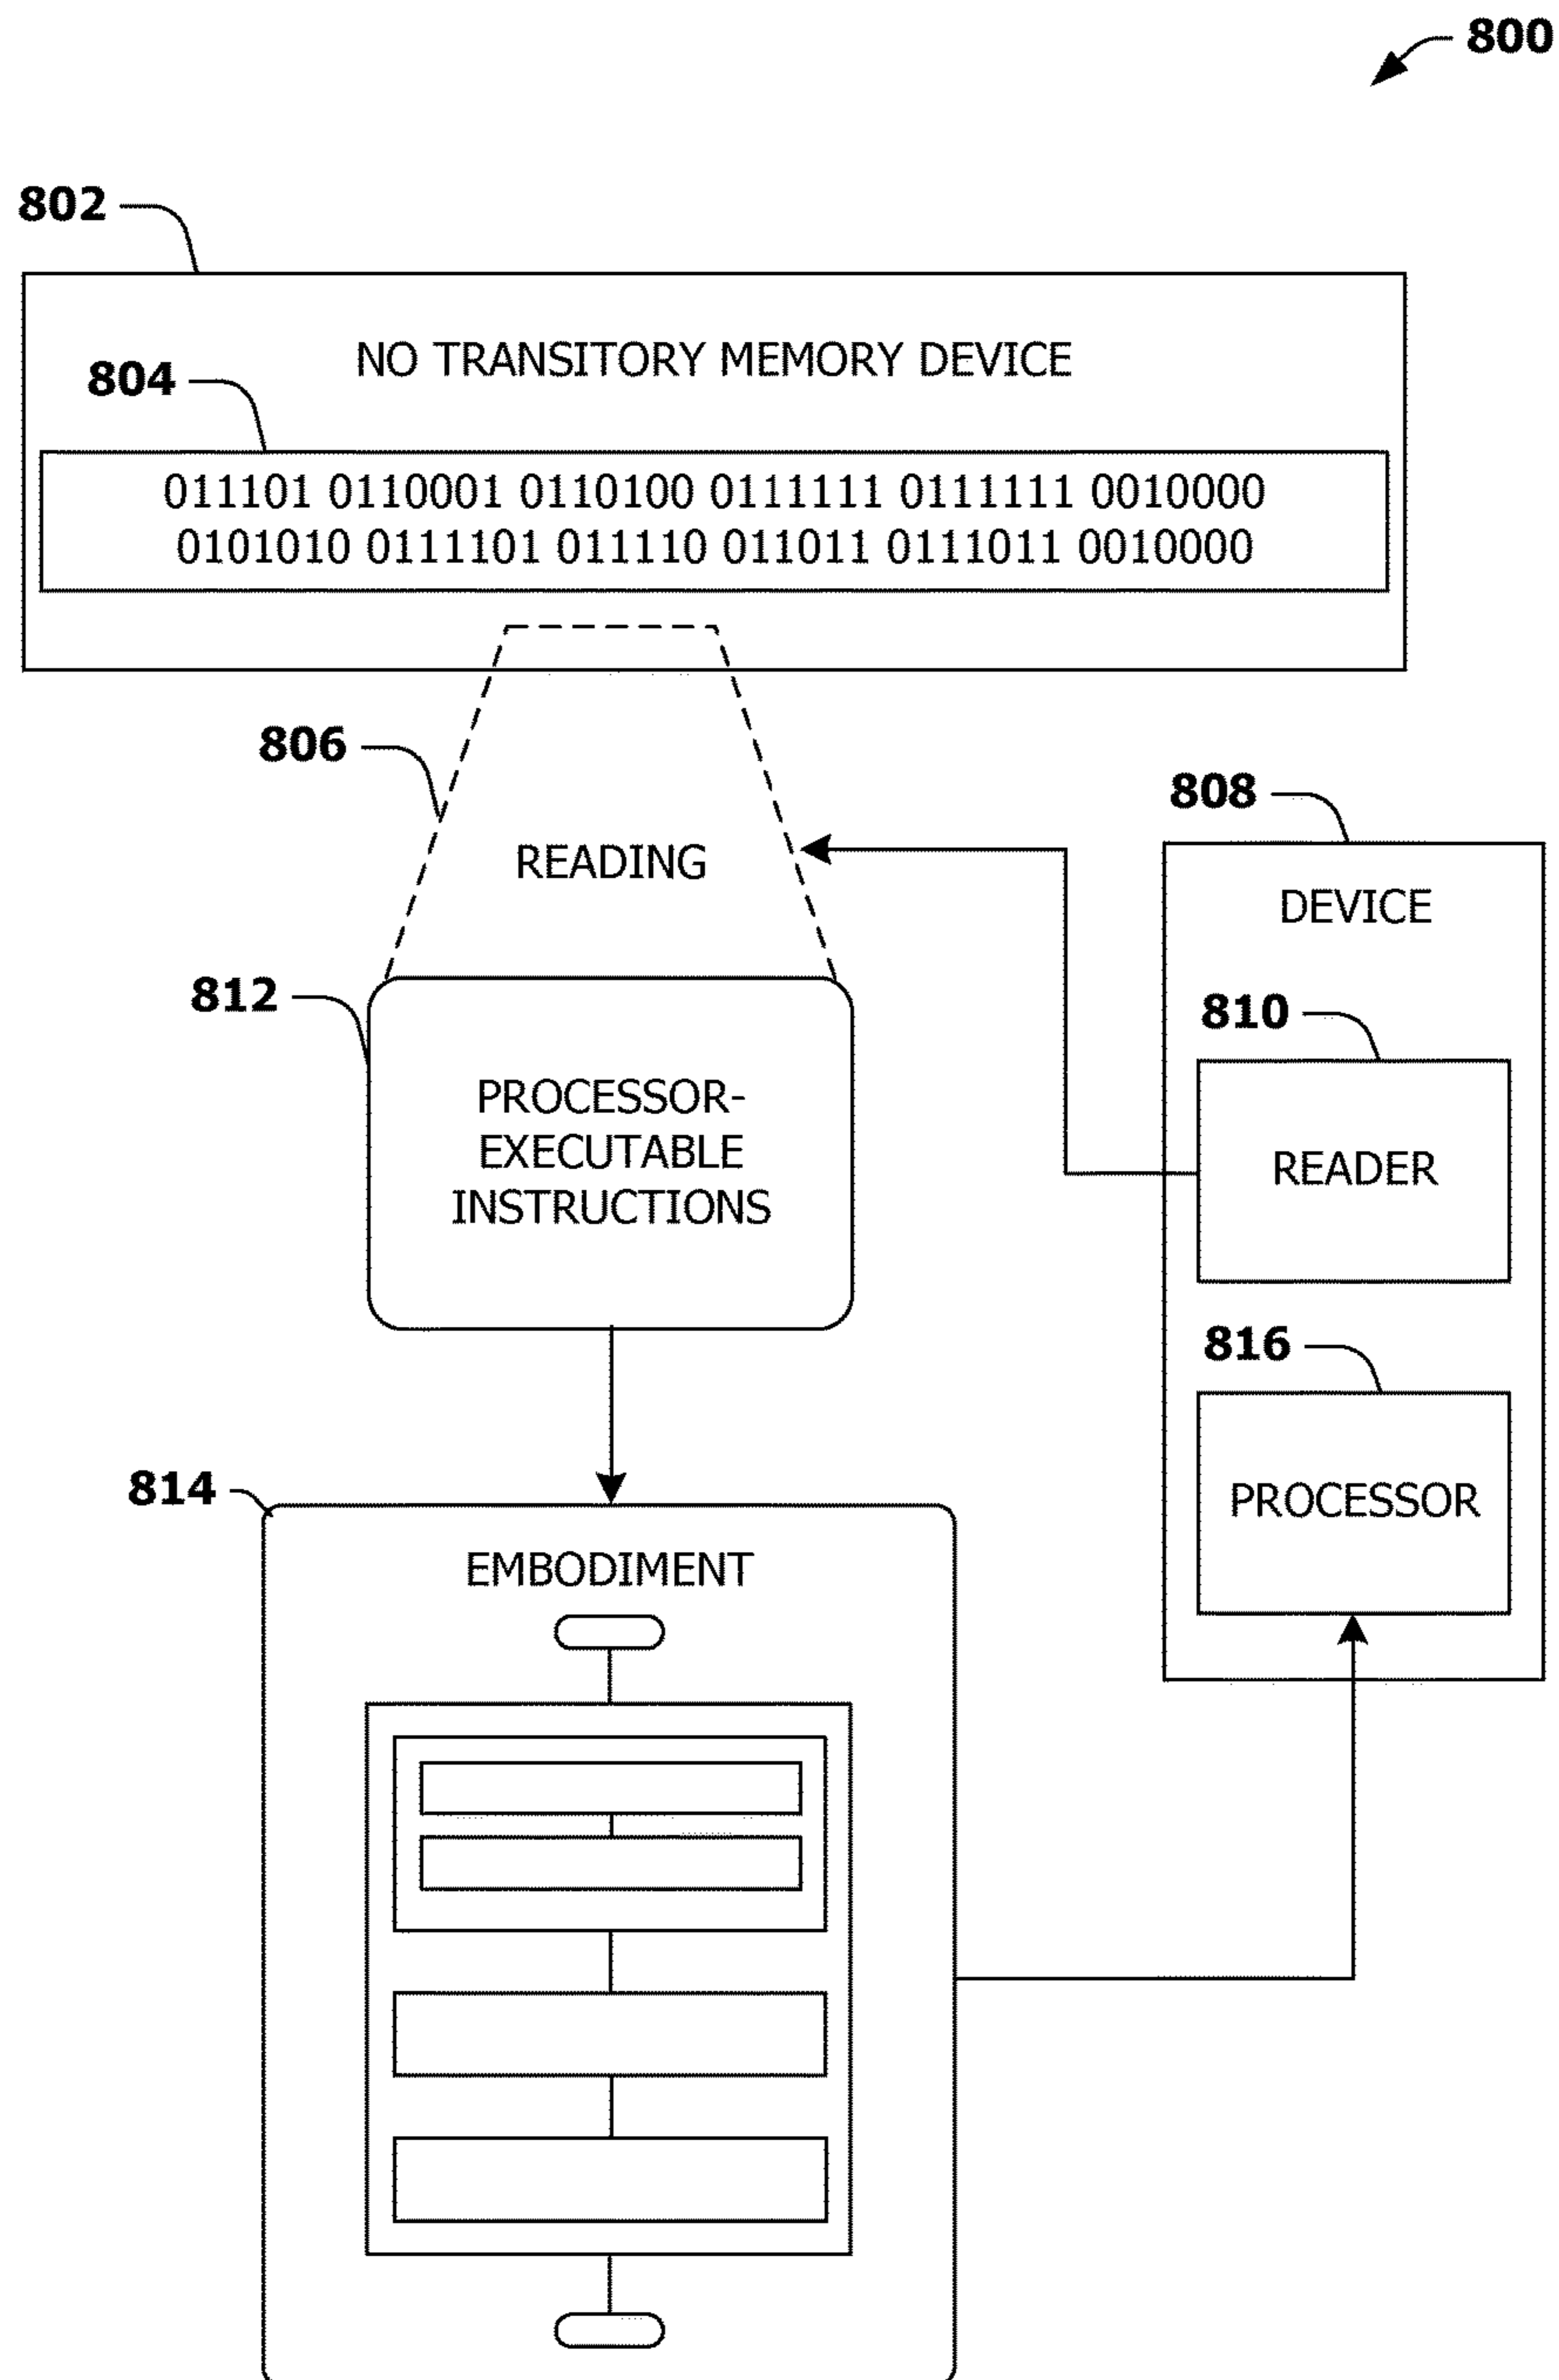 800
802
NO TRANSITORY MEMORY DEVICE
804
011101 0110001 0110100 0111111 0111111 0010000
0101010 0111101 011110 011011 0111011 0010000
806
READING
808
DEVICE
810
READER
812
PROCESSOR-
EXECUTABLE
INSTRUCTIONS
816
PROCESSOR
814
EMBODIMENT